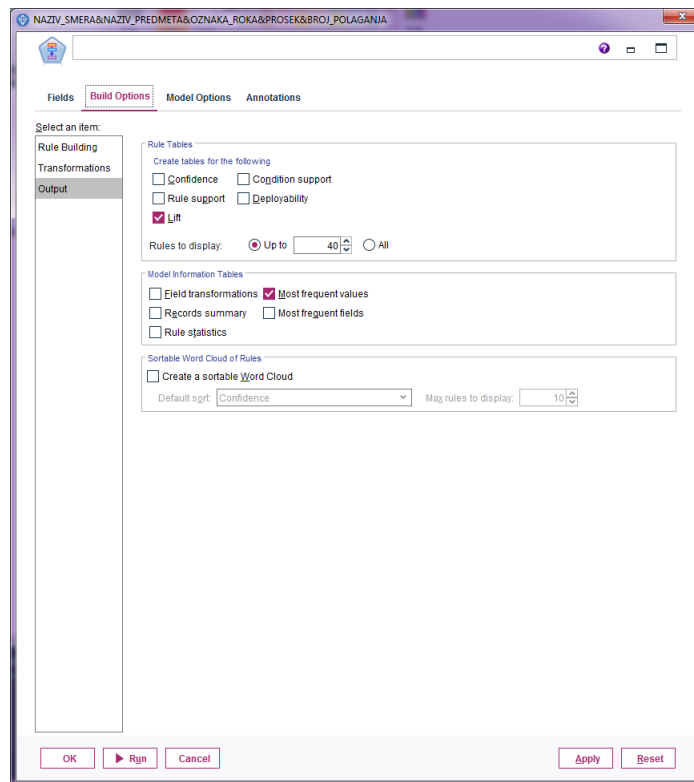 NAZIV_SMERA&NAZIV_PREDMETA&OZNAKA_ROKA&PROSEK&BROJ_POLAGANJA
Fields Build Options Model Options Annotations
Select an item:
Rule Building
Transformations
Output
Rule Tables
Create tables for the following
Confidence Condition support
Rule support Deployability
Lift
Rules to display: Up to 40 All
Model Information Tables
Field transformations Most frequent values
Records summary Most frequent fields
Rule statistics
Sortable Word Cloud of Rules
Create a sortable Word Cloud
Default sort: Confidence Max rules to display: 10
OK Run Cancel Apply Reset